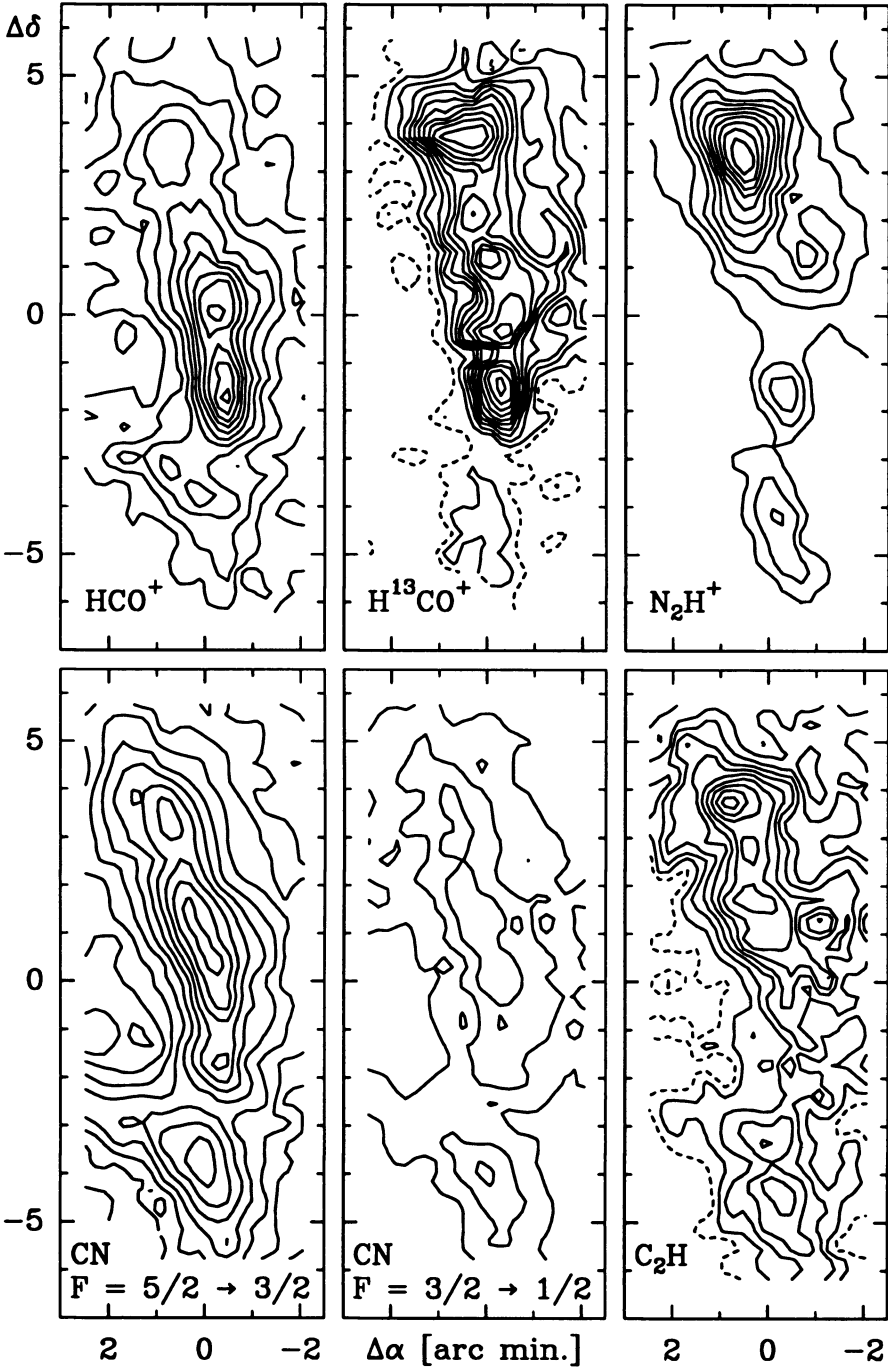 Δδ
5
0
−5
HCO⁺
H¹³CO⁺
N₂H⁺
5
0
−5
CN
F = 5/2 → 3/2
CN
F = 3/2 → 1/2
C₂H
2 0 −2
Δα [arc min.]
2 0 −2